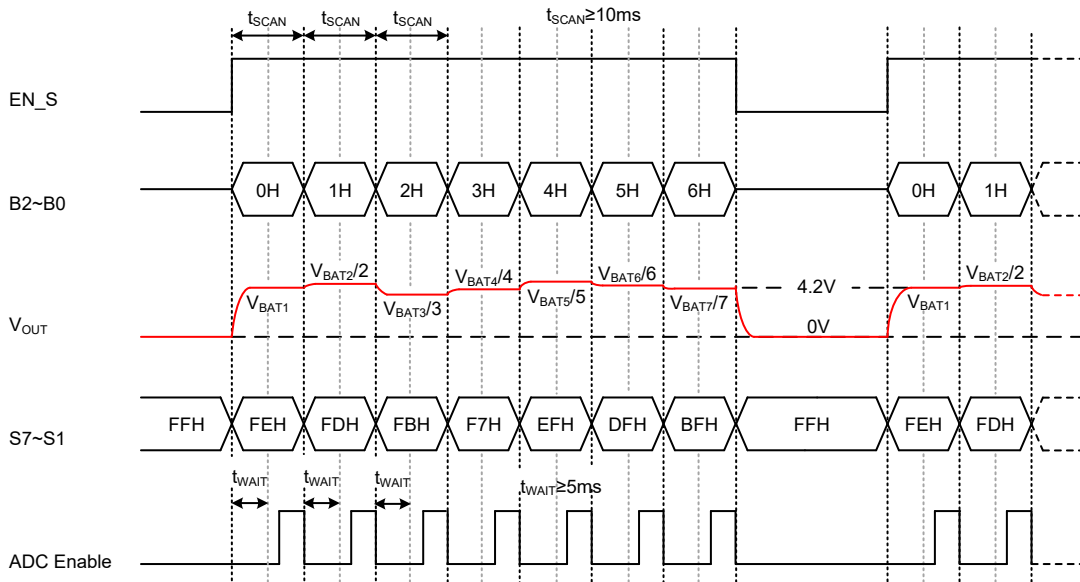 tSCAN tSCAN tSCAN tSCAN≥10ms
EN_S
B2~B0 0H 1H 2H 3H 4H 5H 6H 0H 1H
VOUT VBAT1 VBAT2/2 VBAT3/3 VBAT4/4 VBAT5/5 VBAT6/6 VBAT7/7 4.2V 0V VBAT1 VBAT2/2
S7~S1 FFH FEH FDH FBH F7H EFH DFH BFH FFH FEH FDH
tWAIT tWAIT tWAIT tWAIT≥5ms
ADC Enable